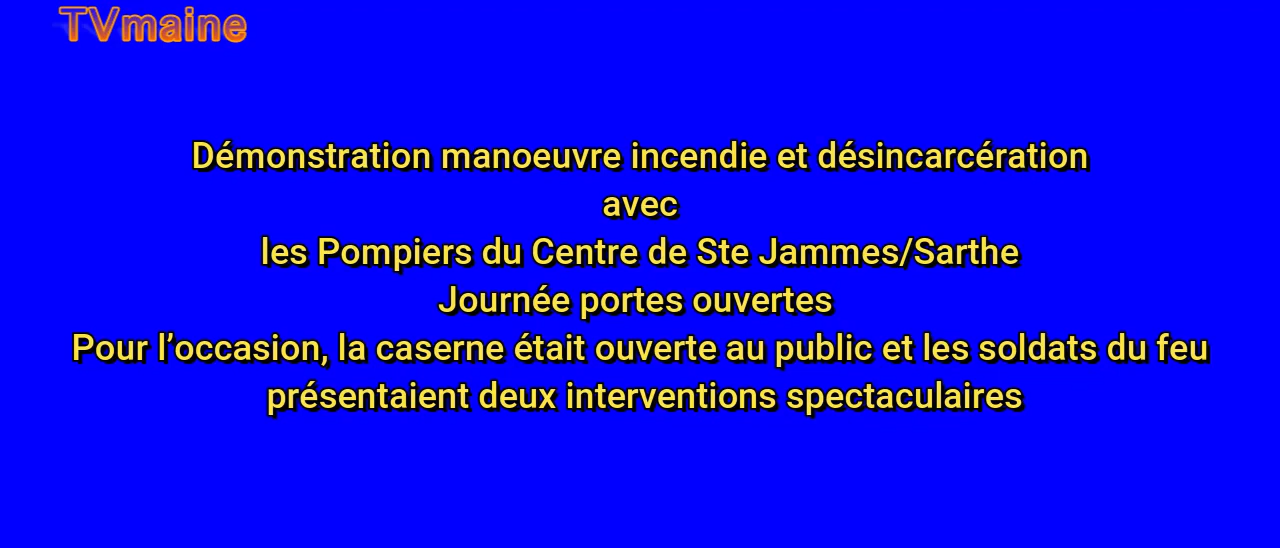 TVmaine
Démonstration manoeuvre incendie et désincarcération
avec
les Pompiers du Centre de Ste Jammes/Sarthe
Journée portes ouvertes
Pour l’occasion, la caserne était ouverte au public et les soldats du feu
présentaient deux interventions spectaculaires